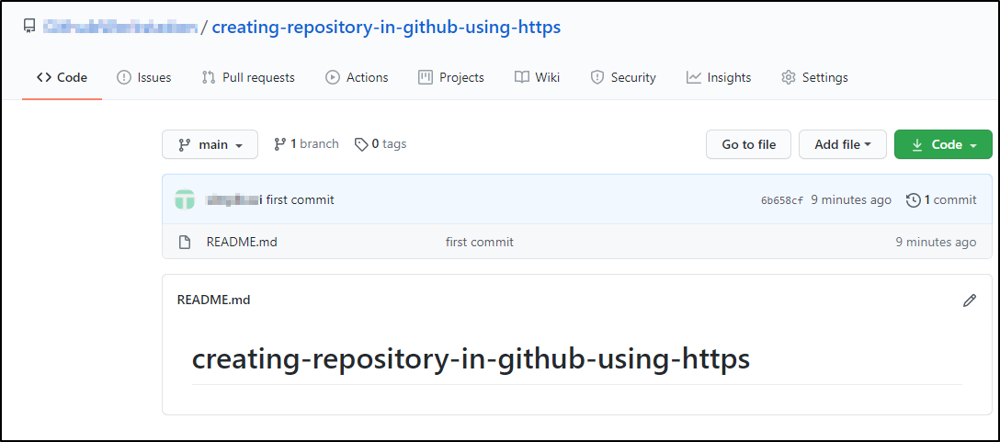 / creating-repository-in-github-using-https
Code Issues Pull requests Actions Projects Wiki Security Insights Settings
main 1 branch 0 tags Go to file Add file Code
first commit 6b658cf 9 minutes ago 1 commit
README.md first commit 9 minutes ago
README.md
creating-repository-in-github-using-https